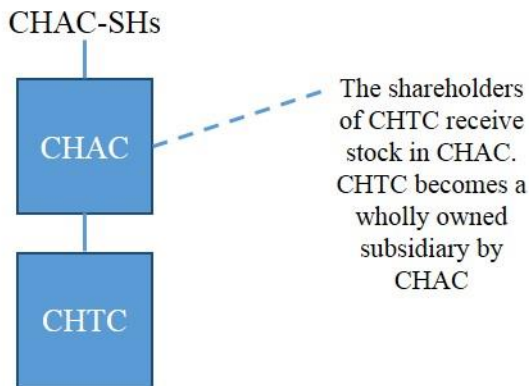 CHAC-SHs
CHAC
The shareholders
of CHTC receive
stock in CHAC.
CHTC becomes a
wholly owned
subsidiary by
CHAC
CHTC